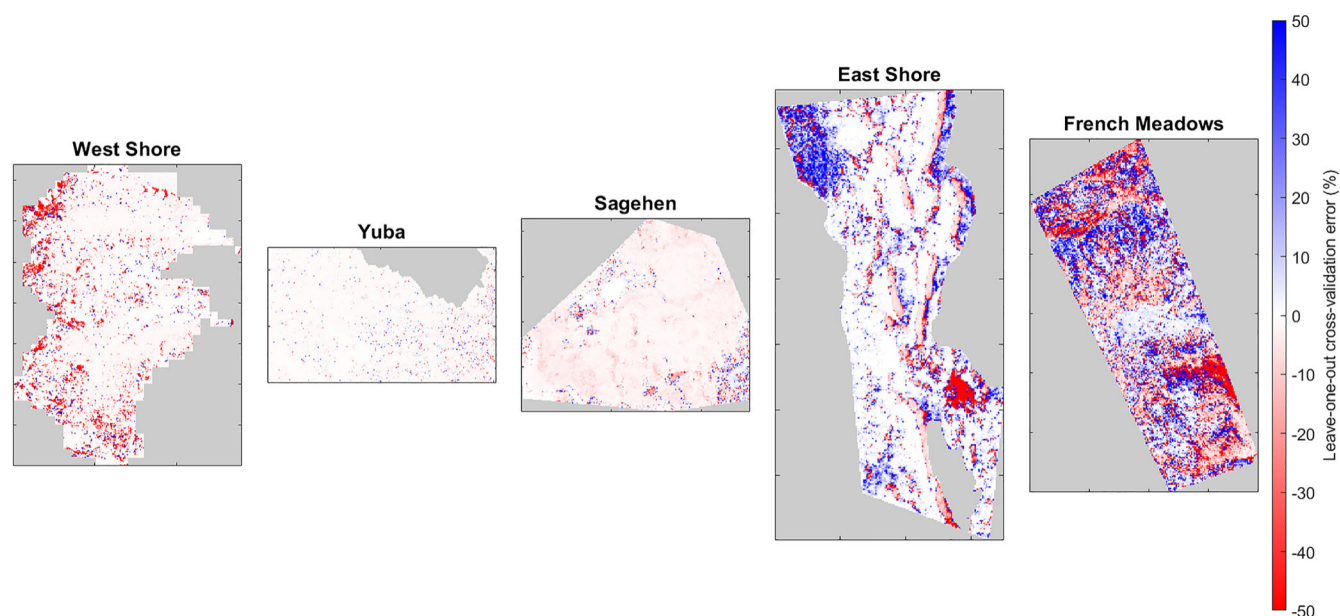 West Shore
Yuba
Sagehen
East Shore
French Meadows
50
40
30
20
10
0
-10
-20
-30
-40
-50
Leave-one-out cross-validation error (%)